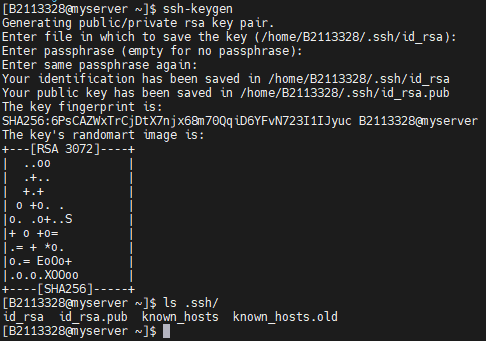 [B2113328@myserver ~]$ ssh-keygen
Generating public/private rsa key pair.
Enter file in which to save the key (/home/B2113328/.ssh/id_rsa):
Enter passphrase (empty for no passphrase):
Enter same passphrase again:
Your identification has been saved in /home/B2113328/.ssh/id_rsa
Your public key has been saved in /home/B2113328/.ssh/id_rsa.pub
The key fingerprint is:
SHA256:6PsCAZWxTrCjDtX7njx68m70QqiD6YFvN723I1IJyuc B2113328@myserver
The key's randomart image is:
+---[RSA 3072]----+
|  ..oo           |
|  .+..           |
|  +.+            |
| o +o. .         |
|o. .o+..S        |
|+ o +o=          |
|.= + *o.         |
|o.= EoOo+        |
|.o.o.XOOoo       |
+----[SHA256]-----+
[B2113328@myserver ~]$ ls .ssh/
id_rsa  id_rsa.pub  known_hosts  known_hosts.old
[B2113328@myserver ~]$